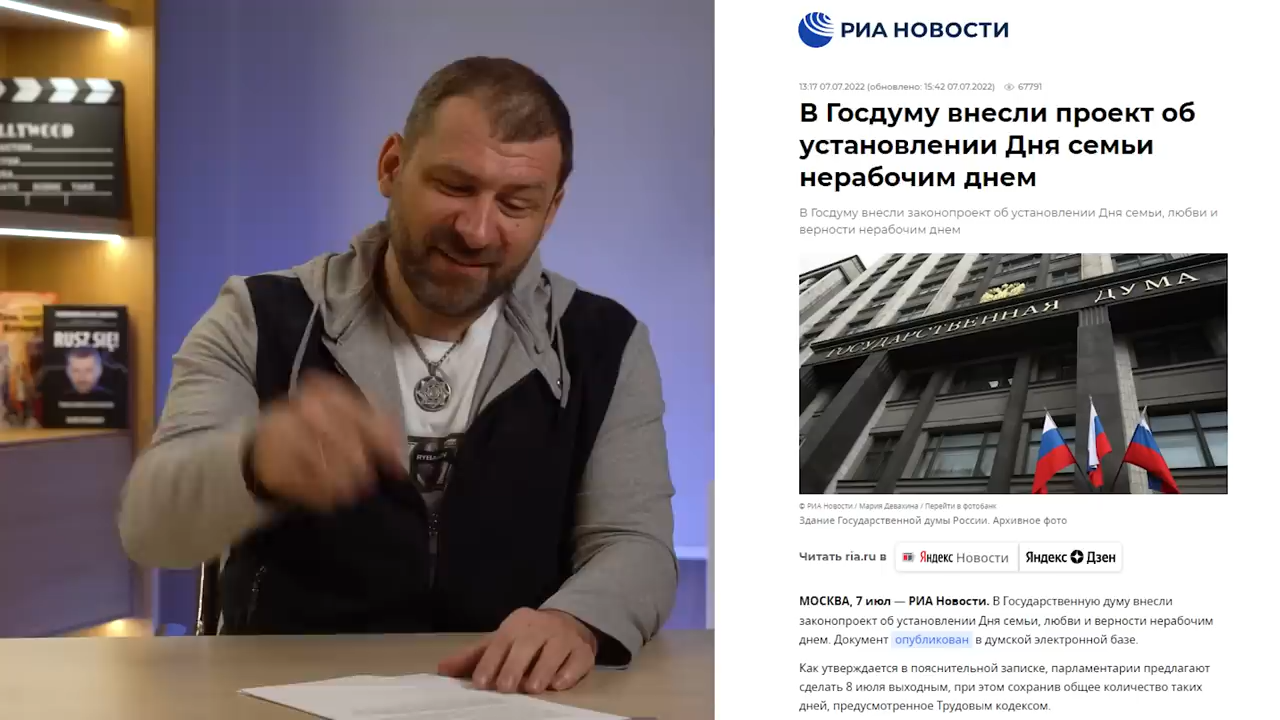 RUSZ SIĘ!
РИА НОВОСТИ
13:17 07.07.2022 (обновлено: 15:42 07.07.2022) 67791
В Госдуму внесли проект об
установлении Дня семьи
нерабочим днем
В Госдуму внесли законопроект об установлении Дня семьи, любви и
верности нерабочим днем
ГОСУДАРСТВЕННАЯ ДУМА
© РИА Новости / Мария Девахина / Перейти в фотобанк
Здание Государственной думы России. Архивное фото
Читать ria.ru в Яндекс Новости Яндекс Дзен
МОСКВА, 7 июл — РИА Новости. В Государственную думу внесли
законопроект об установлении Дня семьи, любви и верности нерабочим
днем. Документ опубликован в думской электронной базе.
Как утверждается в пояснительной записке, парламентарии предлагают
сделать 8 июля выходным, при этом сохранив общее количество таких
дней, предусмотренное Трудовым кодексом.